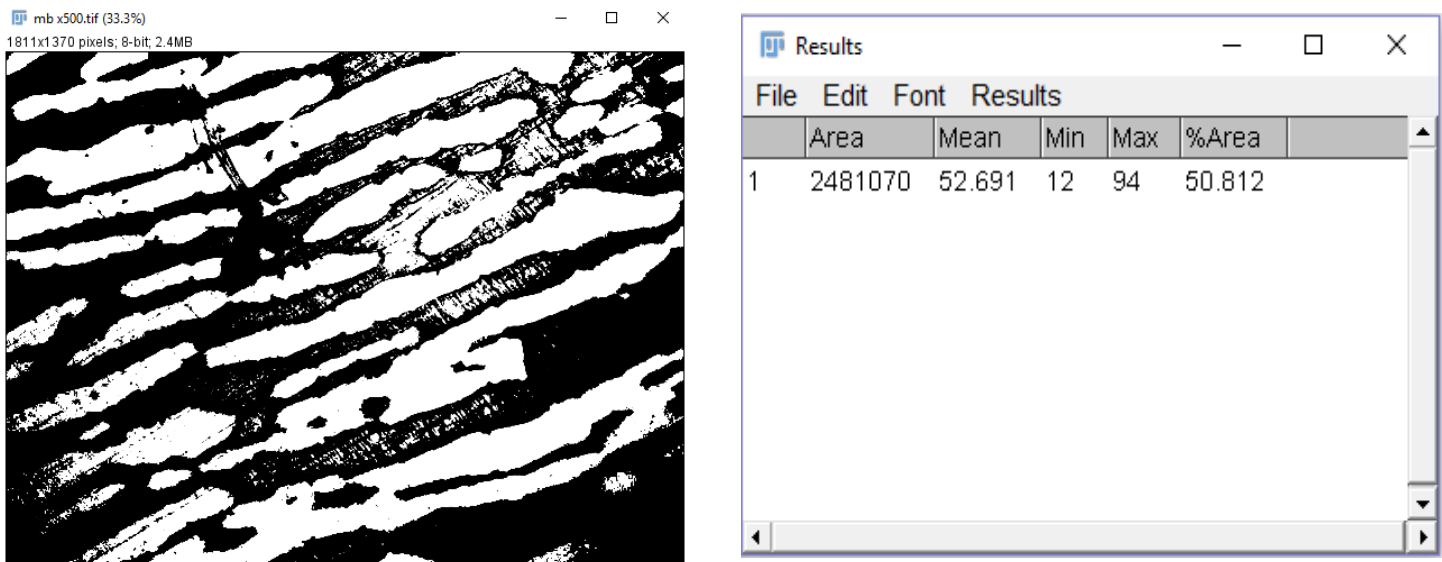 mb x500.tif (33.3%)
1811x1370 pixels; 8-bit; 2.4MB
Results
File Edit Font Results
Area Mean Min Max %Area
1 2481070 52.691 12 94 50.812